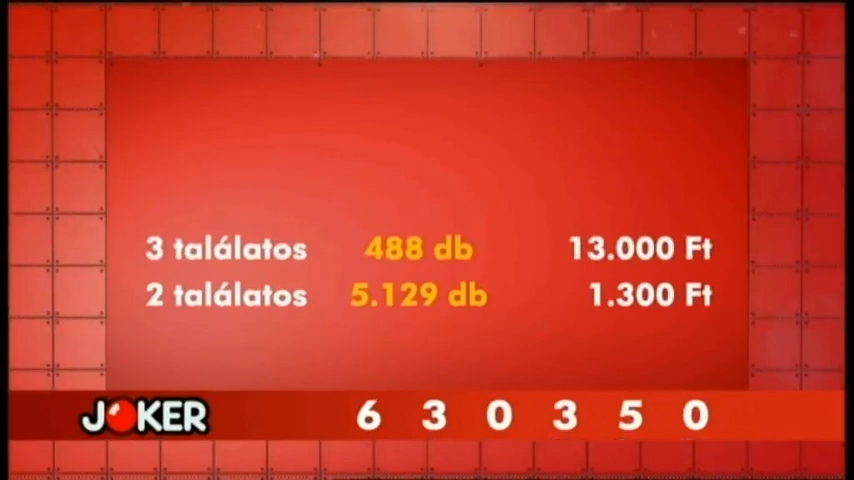 3 találatos 488 db 13.000 Ft
2 találatos 5.129 db 1.300 Ft
JOKER 6 3 0 3 5 0